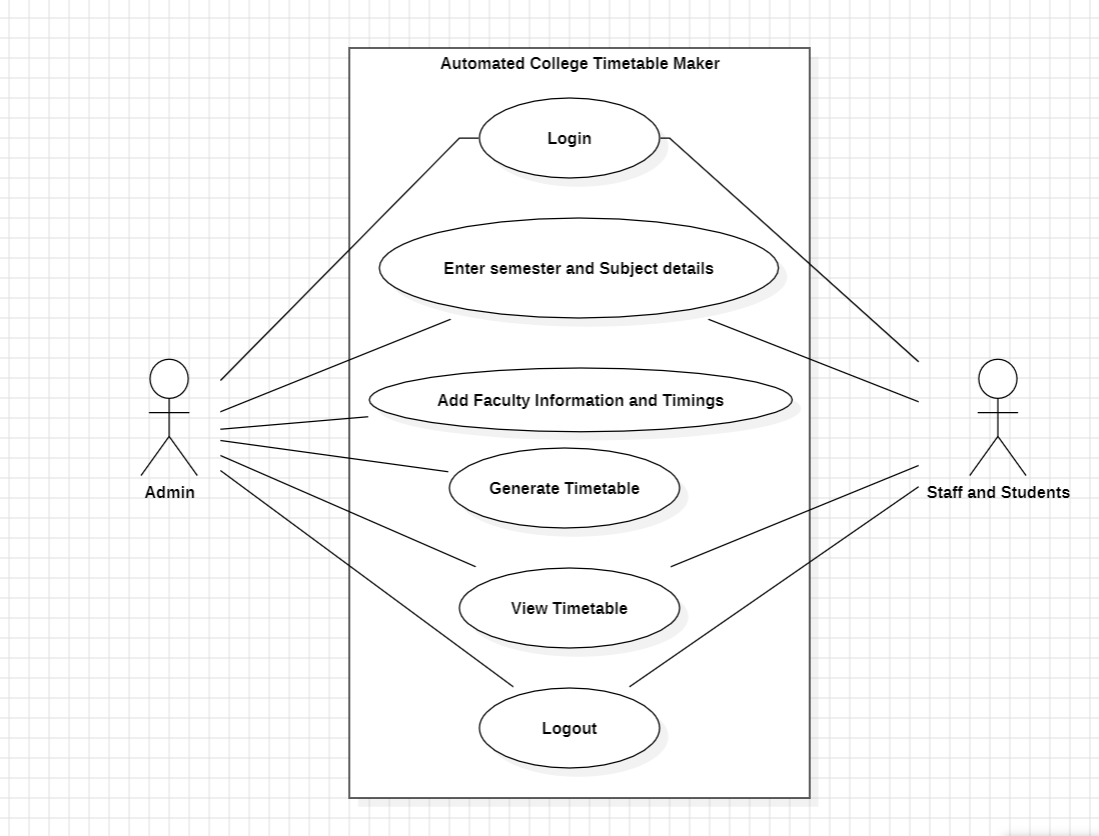 Automated College Timetable Maker
Login
Enter semester and Subject details
Add Faculty Information and Timings
Generate Timetable
Admin
Staff and Students
View Timetable
Logout